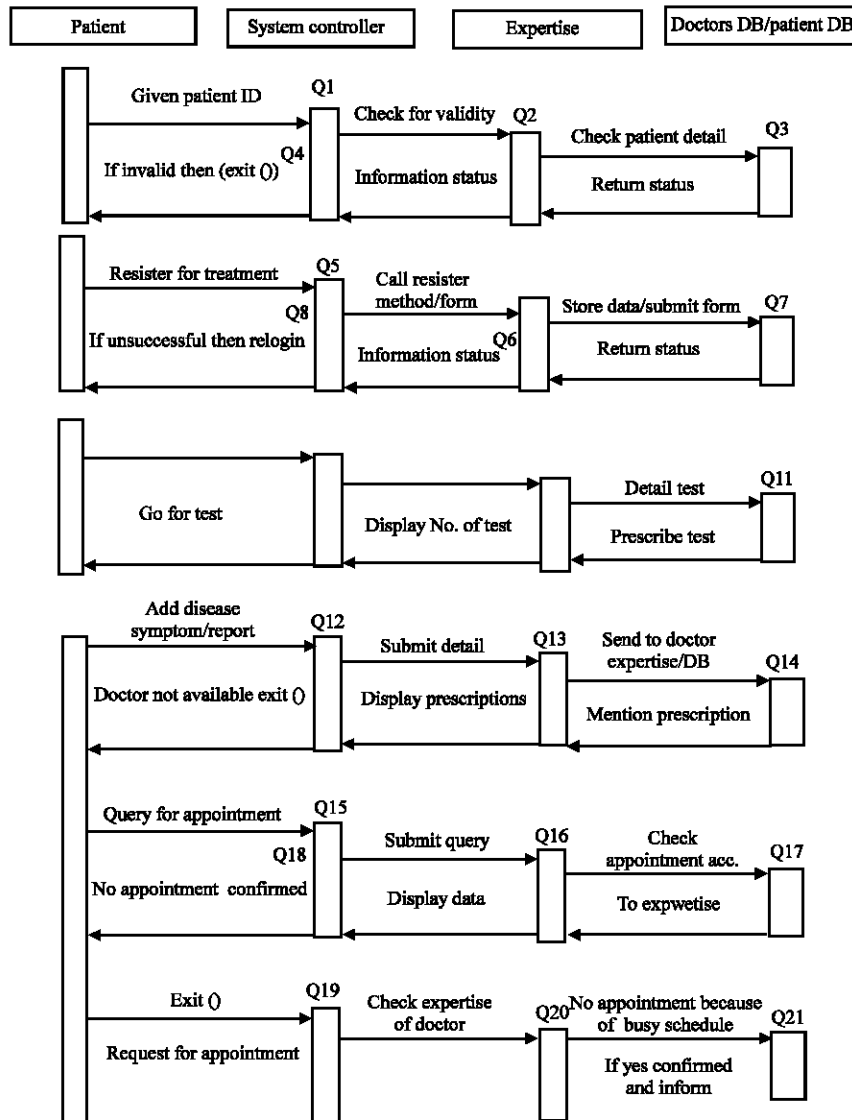 Patient
System controller
Expertise
Doctors DB/patient DB
Q1
Given patient ID
Check for validity
Q2
Check patient detail
Q3
Q4
If invalid then (exit ())
Information status
Return status
Resister for treatment
Q5
Call resister
method/form
Store data/submit form
Q7
Q8
If unsuccessful then relogin
Information status
Q6
Return status
Detail test
Q11
Go for test
Display No. of test
Prescribe test
Add disease
symptom/report
Q12
Submit detail
Q13
Send to doctor
expertise/DB
Q14
Doctor not available exit ()
Display prescriptions
Mention prescription
Query for appointment
Q15
Submit query
Q16
Check
appointment acc.
Q17
Q18
No appointment confirmed
Display data
To expwetise
Exit ()
Q19
Check expertise
of doctor
Q20
No appointment because
of busy schedule
Q21
Request for appointment
If yes confirmed
and inform